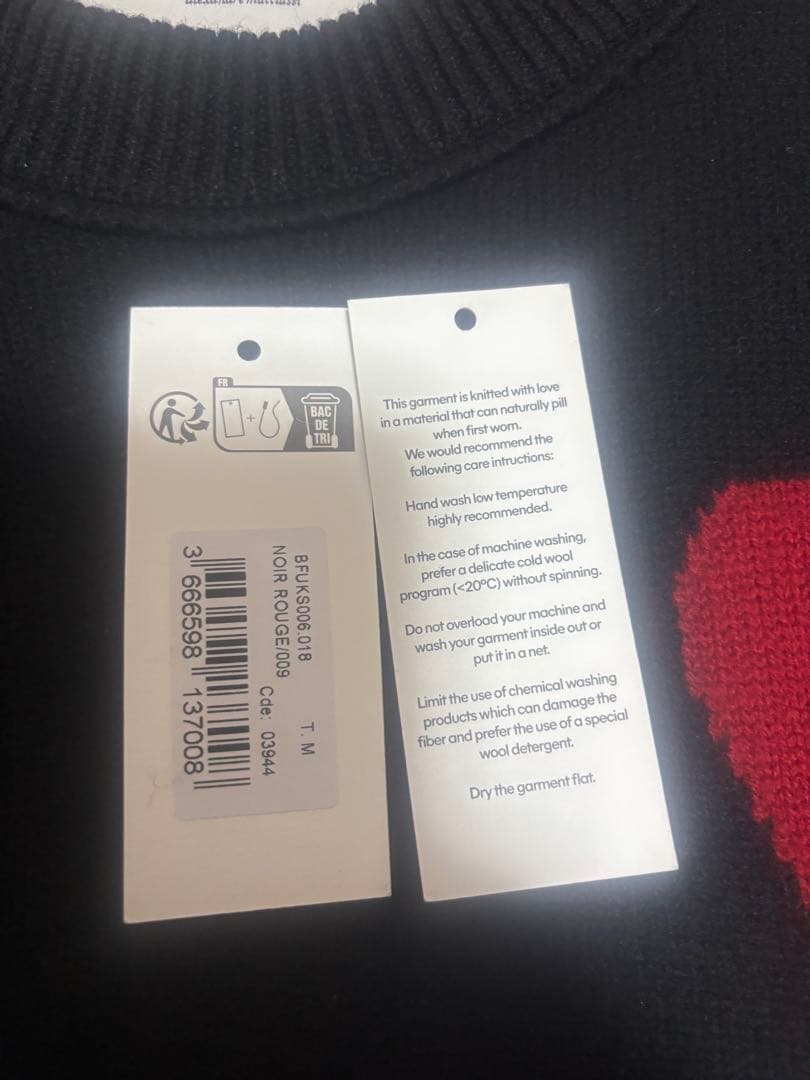 FR
BAC
DE
TRI
BFUKS006.018 T. M
NOIR ROUGE/009
Cde: 03944
3 666598 137008
This garment is knitted with love
in a material that can naturally pill
when first worn.
We would recommend the
following care intructions:
Hand wash low temperature
highly recommended.
In the case of machine washing,
prefer a delicate cold wool
program (<20°C) without spinning.
Do not overload your machine and
wash your garment inside out or
put it in a net.
Limit the use of chemical washing
products which can damage the
fiber and prefer the use of a special
wool detergent.
Dry the garment flat.